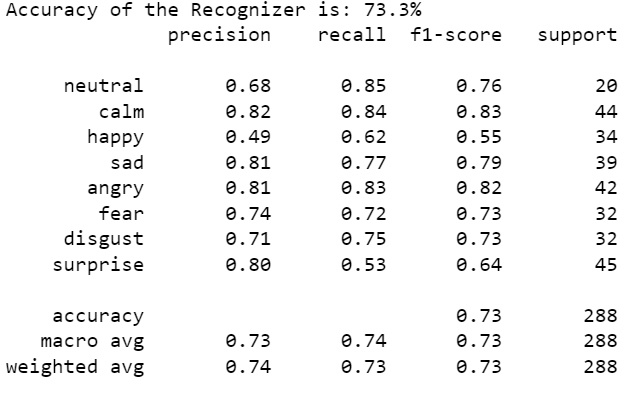 Accuracy of the Recognizer is: 73.3%
precision recall f1-score support
neutral 0.68 0.85 0.76 20
calm 0.82 0.84 0.83 44
happy 0.49 0.62 0.55 34
sad 0.81 0.77 0.79 39
angry 0.81 0.83 0.82 42
fear 0.74 0.72 0.73 32
disgust 0.71 0.75 0.73 32
surprise 0.80 0.53 0.64 45
accuracy 0.73 288
macro avg 0.73 0.74 0.73 288
weighted avg 0.74 0.73 0.73 288